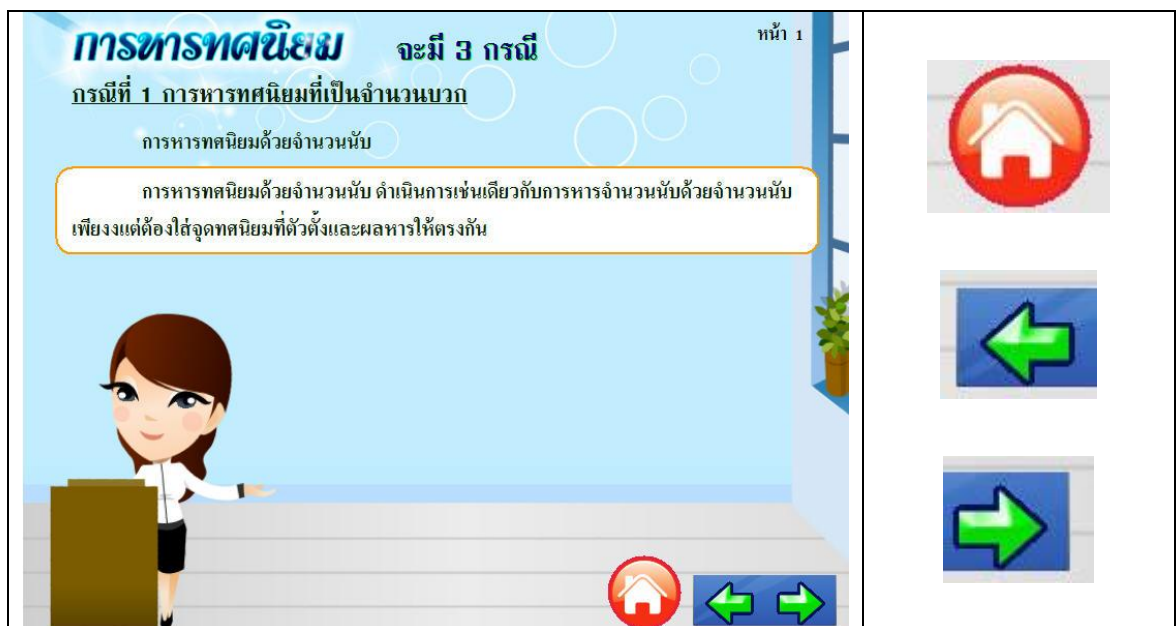 การหารทศนิยม จะมี 3 กรณี
หน้า 1
กรณีที่ 1 การหารทศนิยมที่เป็นจำนวนบวก
การหารทศนิยมด้วยจำนวนนับ
การหารทศนิยมด้วยจำนวนนับ ดำเนินการเช่นเดียวกับการหารจำนวนนับด้วยจำนวนนับ
เพียงงแต่ต้องใส่จุดทศนิยมที่ตัวตั้งและผลหารให้ตรงกัน